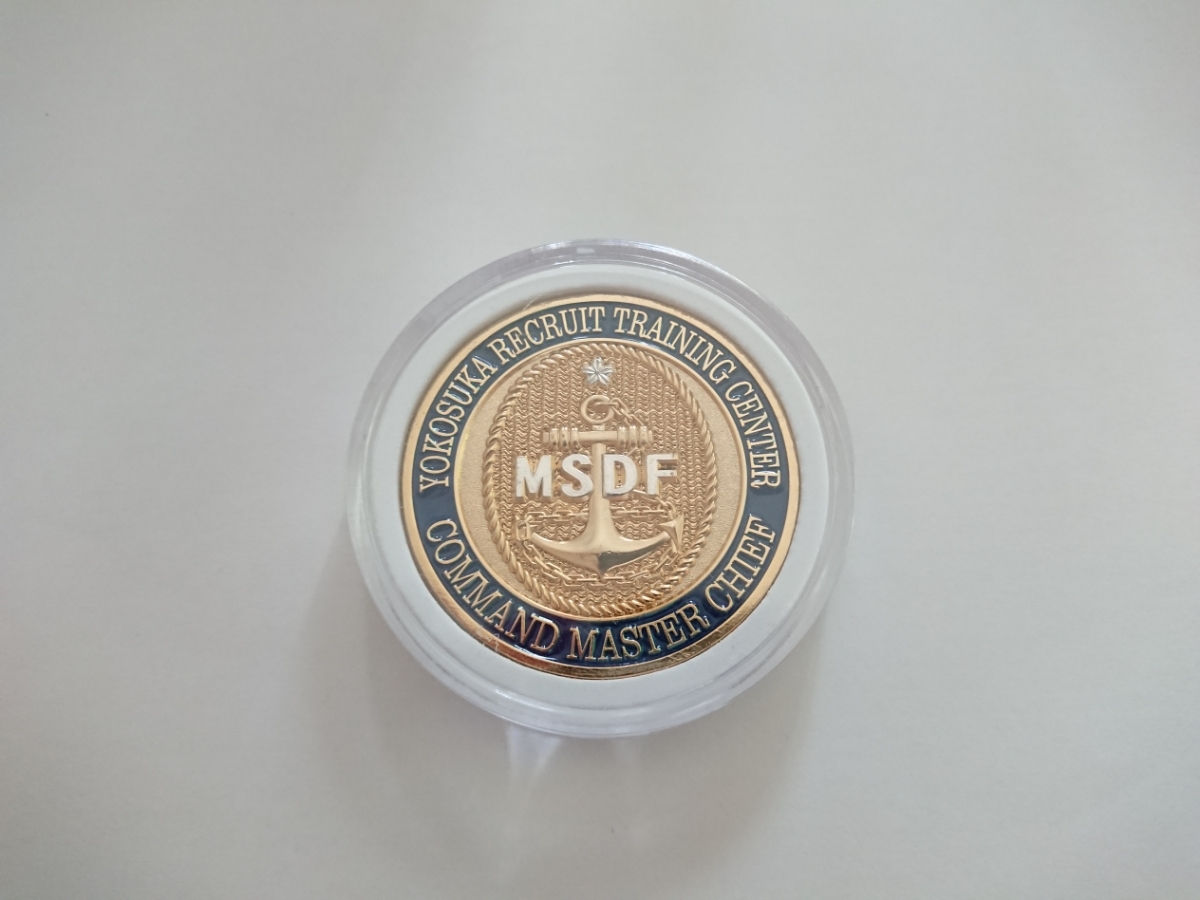 YOKOSUKA RECRUIT TRAINING CENTER
MSDF
COMMAND MASTER CHIEF